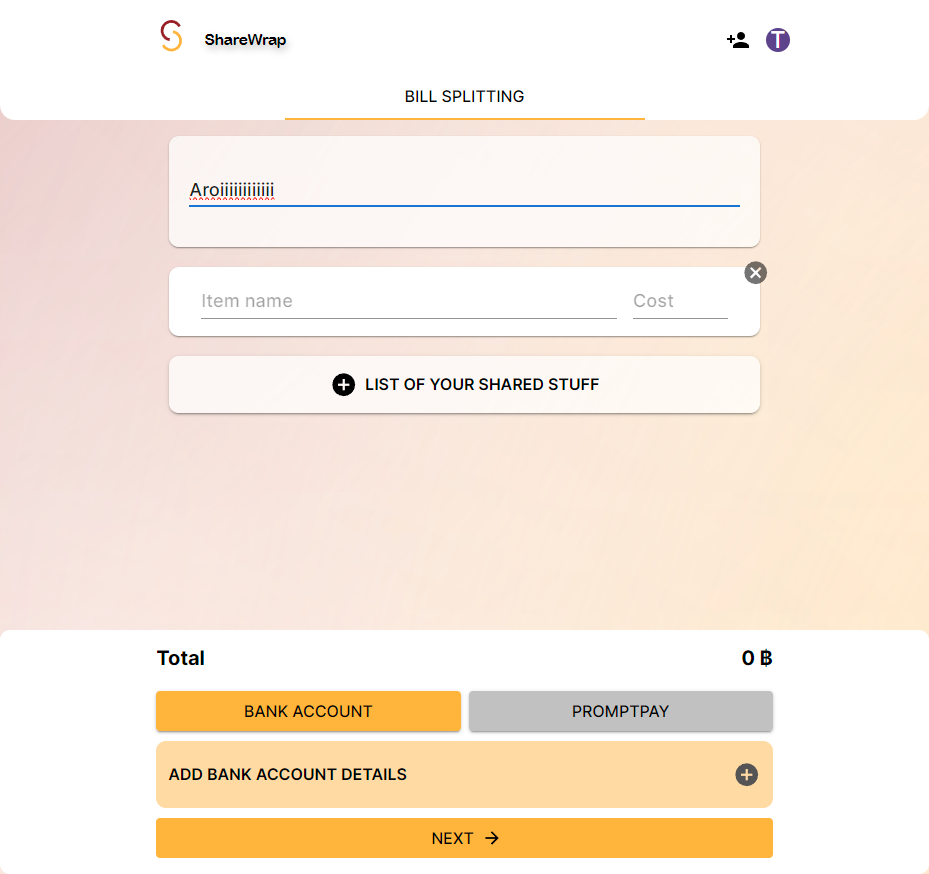 ShareWrap
T
BILL SPLITTING
Aroiiiiiiiiiiii
Item name
Cost
LIST OF YOUR SHARED STUFF
Total
0 ฿
BANK ACCOUNT
PROMPTPAY
ADD BANK ACCOUNT DETAILS
NEXT